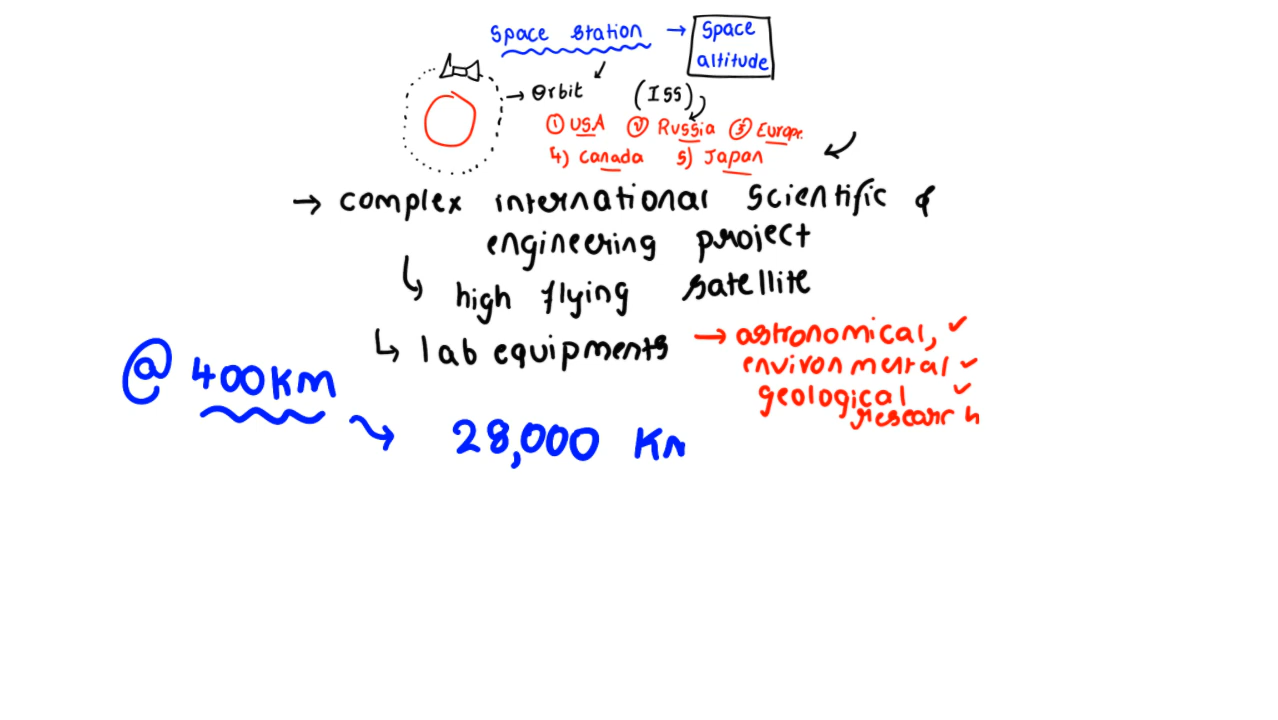 Space Station → Space
altitude
→ Orbit (ISS)
① USA ② Russia ③ Europ.
4) Canada 5) Japan
→ complex international Scientific &
engineering project
↳ high flying satellite
↳ lab equipments → astronomical, ✓
environmental ✓
geological ✓
research
@ 400km
28,000 Km